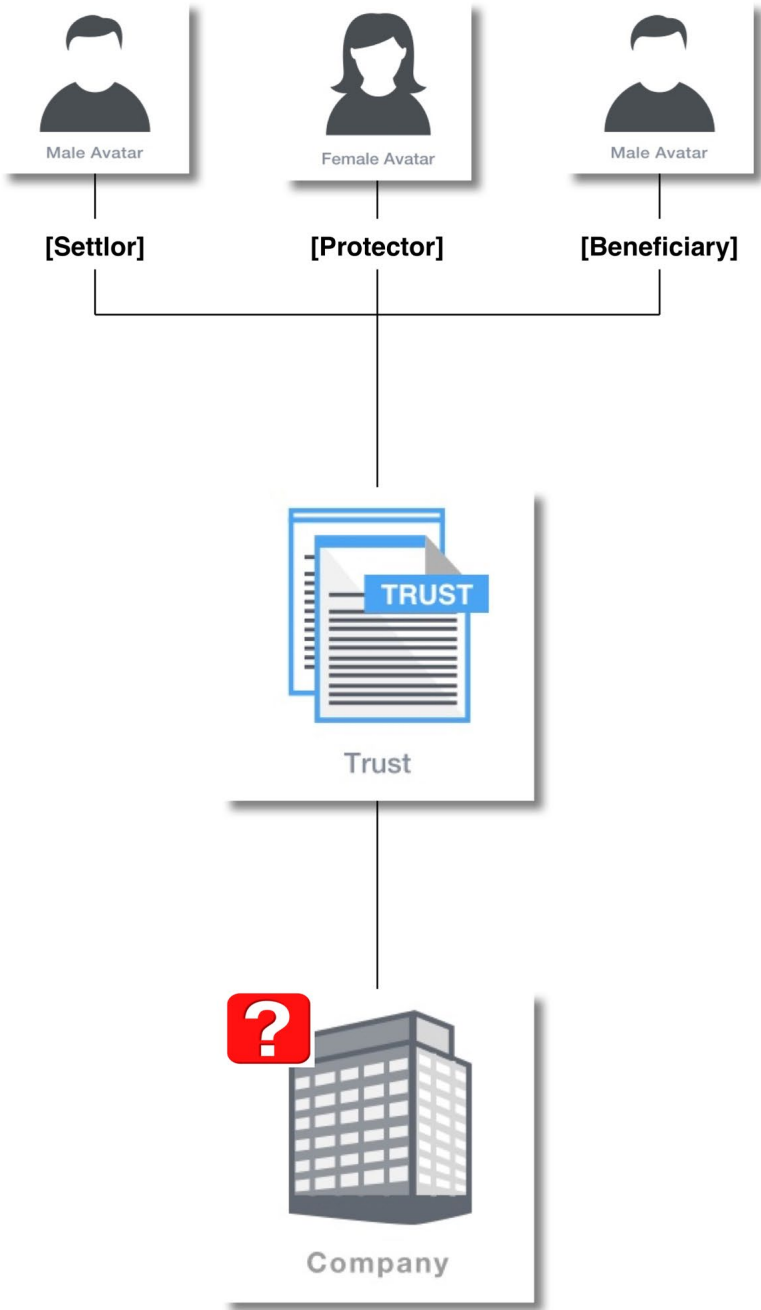 Male Avatar
Female Avatar
Male Avatar
[Settlor]
[Protector]
[Beneficiary]
TRUST
Trust
?
Company